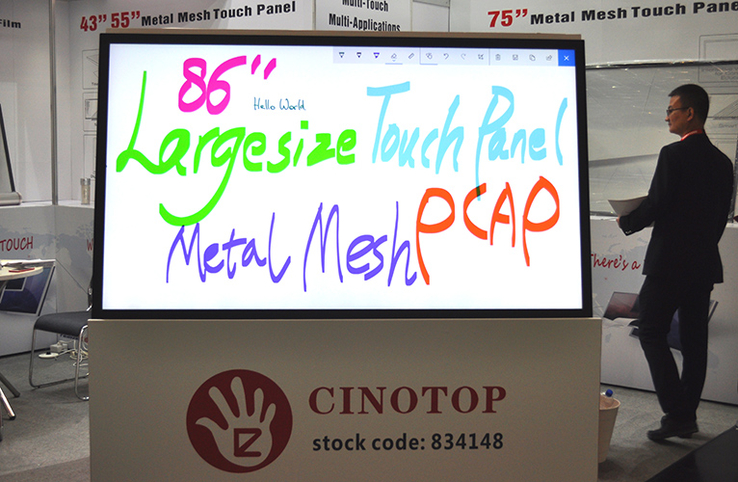 Film
43” 55” Metal Mesh Touch Panel
Multi-Touch
Multi-Applications
75” Metal Mesh Touch Panel
86”
Hello World
Largesize Touch Panel
Metal Mesh PCAP
TOUCH
There's a
CINOTOP
stock code: 834148